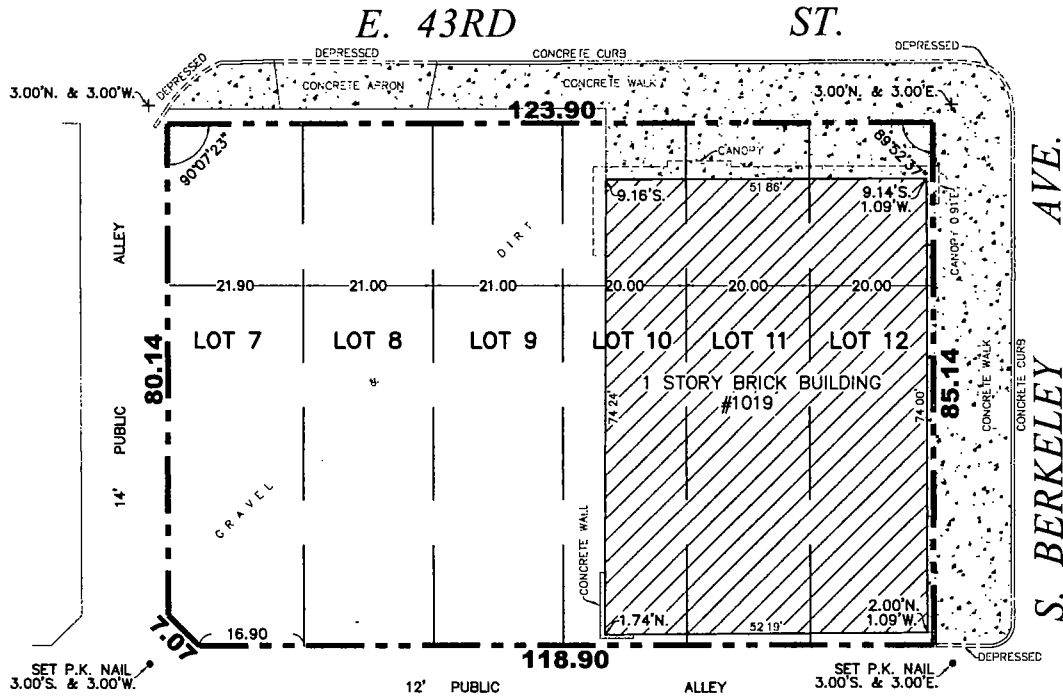 E. 43RD ST.
DEPRESSED
DEPRESSED
CONCRETE CURB
DEPRESSED
CONCRETE APRON
CONCRETE WALK
3.00'N. & 3.00'W.
123.90
3.00'N. & 3.00'E.
90°07'23"
CANOPY
89°52'37"
9.16'S.
51.86'
9.14'S.
1.09'W.
CANOPY 0.91'E.
CONCRETE WALK
CONCRETE CURB
S. BERKELEY AVE.
14' PUBLIC ALLEY
DIRT
&
GRAVEL
21.90
21.00
21.00
20.00
20.00
20.00
LOT 7
LOT 8
LOT 9
LOT 10
LOT 11
LOT 12
80.14
85.14
1 STORY BRICK BUILDING
#1019
74.24'
74.00'
CONCRETE WALL
1.74'N.
52.19'
2.00'N.
1.09'W.
7.07
16.90
118.90
DEPRESSED
SET P.K. NAIL
3.00'S. & 3.00'W.
SET P.K. NAIL
3.00'S. & 3.00'E.
12' PUBLIC ALLEY